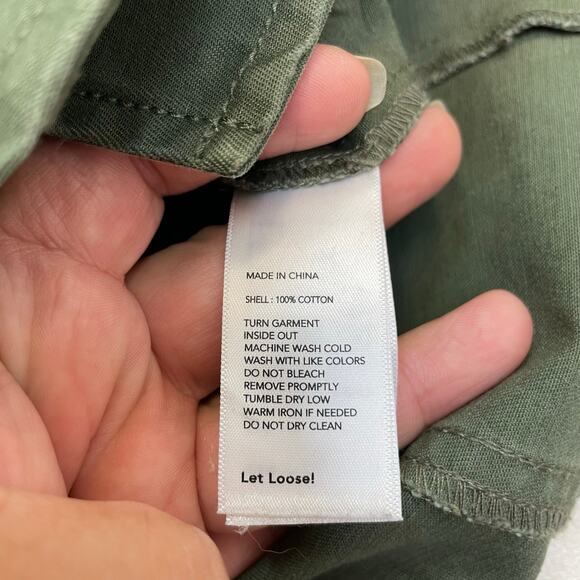 MADE IN CHINA
SHELL : 100% COTTON
TURN GARMENT
INSIDE OUT
MACHINE WASH COLD
WASH WITH LIKE COLORS
DO NOT BLEACH
REMOVE PROMPTLY
TUMBLE DRY LOW
WARM IRON IF NEEDED
DO NOT DRY CLEAN
Let Loose!